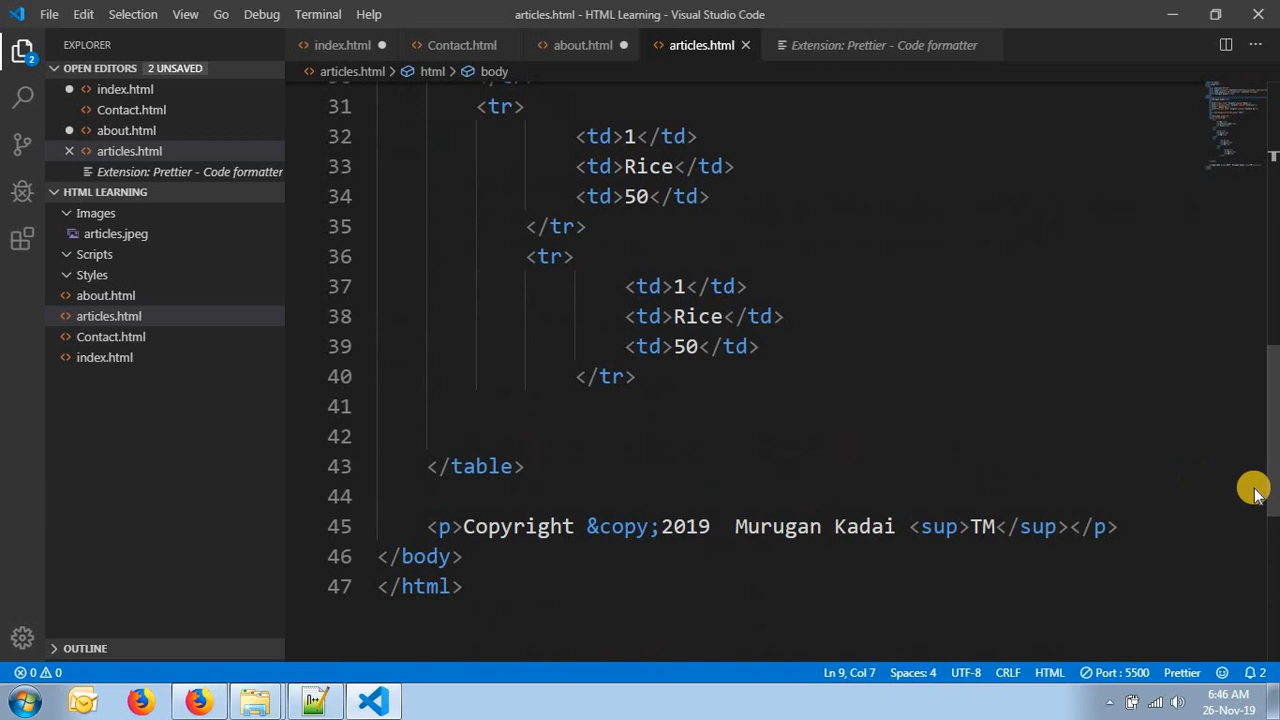 File Edit Selection View Go Debug Terminal Help articles.html - HTML Learning - Visual Studio Code
EXPLORER index.html Contact.html about.html articles.html Extension: Prettier - Code formatter
OPEN EDITORS 2 UNSAVED articles.html html body
index.html
Contact.html
about.html
articles.html
Extension: Prettier - Code formatter
HTML LEARNING
Images
articles.jpeg
Scripts
Styles
about.html
articles.html
Contact.html
index.html
OUTLINE
2
31 <tr>
32 <td>1</td>
33 <td>Rice</td>
34 <td>50</td>
35 </tr>
36 <tr>
37 <td>1</td>
38 <td>Rice</td>
39 <td>50</td>
40 </tr>
41
42
43 </table>
44
45 <p>Copyright &copy;2019  Murugan Kadai <sup>TM</sup></p>
46 </body>
47 </html>
0 0 Ln 9, Col 7 Spaces: 4 UTF-8 CRLF HTML Port : 5500 Prettier 2
6:46 AM
26-Nov-19